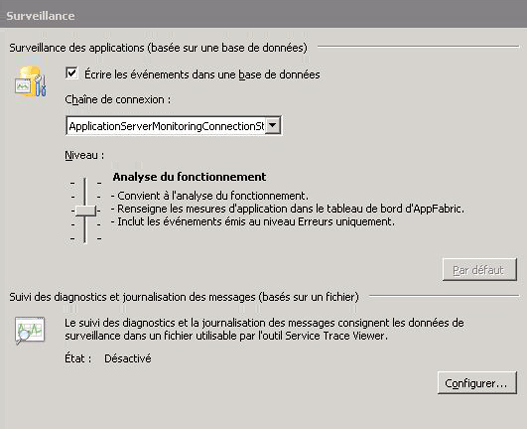 Surveillance
Surveillance des applications (basée sur une base de données)
Écrire les événements dans une base de données
Chaîne de connexion :
ApplicationServerMonitoringConnectionSt
Niveau :
Analyse du fonctionnement
- Convient à l'analyse du fonctionnement.
- Renseigne les mesures d'application dans le tableau de bord d'AppFabric.
- Inclut les événements émis au niveau Erreurs uniquement.
Par défaut
Suivi des diagnostics et journalisation des messages (basés sur un fichier)
Le suivi des diagnostics et la journalisation des messages consignent les données de
surveillance dans un fichier utilisable par l'outil Service Trace Viewer.
État : Désactivé
Configurer...